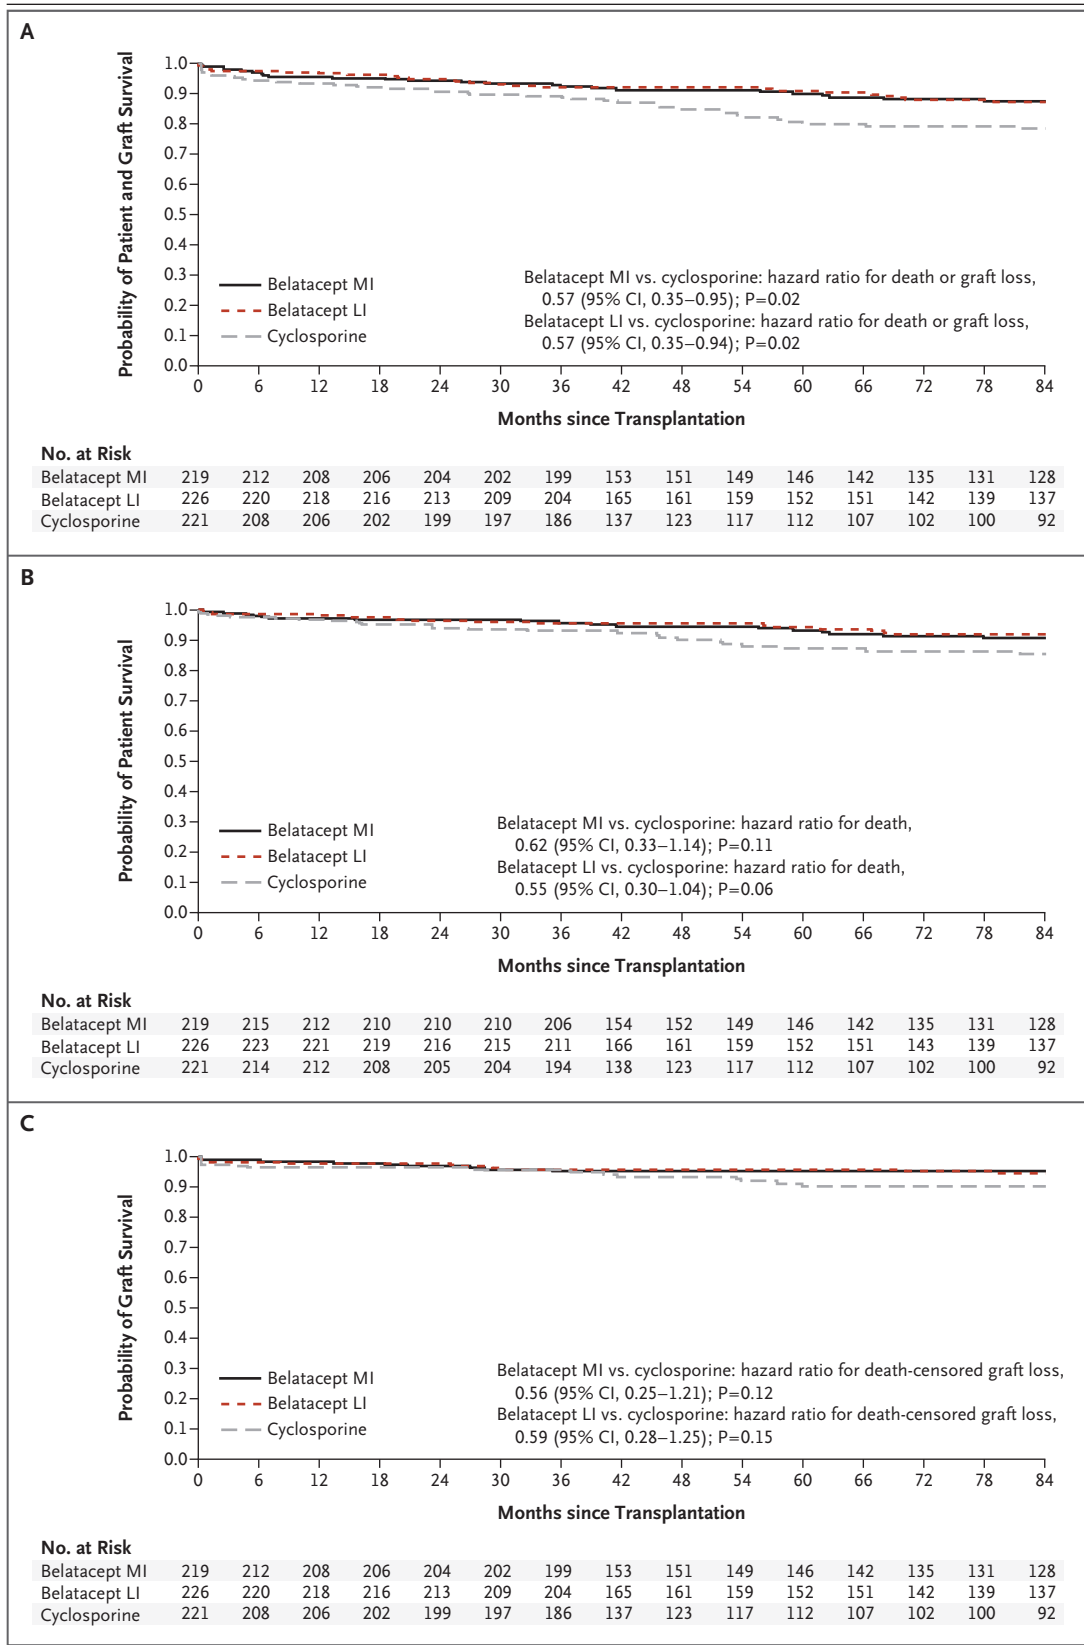 A
Probability of Patient and Graft Survival
1.0
0.9
0.8
0.7
0.6
0.5
0.4
0.3
0.2
0.1
0.0
Belatacept MI
Belatacept LI
Cyclosporine
Belatacept MI vs. cyclosporine: hazard ratio for death or graft loss,
0.57 (95% CI, 0.35–0.95); P=0.02
Belatacept LI vs. cyclosporine: hazard ratio for death or graft loss,
0.57 (95% CI, 0.35–0.94); P=0.02
0 6 12 18 24 30 36 42 48 54 60 66 72 78 84
Months since Transplantation
No. at Risk
Belatacept MI 219 212 208 206 204 202 199 153 151 149 146 142 135 131 128
Belatacept LI 226 220 218 216 213 209 204 165 161 159 152 151 142 139 137
Cyclosporine 221 208 206 202 199 197 186 137 123 117 112 107 102 100 92
B
Probability of Patient Survival
1.0
0.9
0.8
0.7
0.6
0.5
0.4
0.3
0.2
0.1
0.0
Belatacept MI
Belatacept LI
Cyclosporine
Belatacept MI vs. cyclosporine: hazard ratio for death,
0.62 (95% CI, 0.33–1.14); P=0.11
Belatacept LI vs. cyclosporine: hazard ratio for death,
0.55 (95% CI, 0.30–1.04); P=0.06
0 6 12 18 24 30 36 42 48 54 60 66 72 78 84
Months since Transplantation
No. at Risk
Belatacept MI 219 215 212 210 210 210 206 154 152 149 146 142 135 131 128
Belatacept LI 226 223 221 219 216 215 211 166 161 159 152 151 143 139 137
Cyclosporine 221 214 212 208 205 204 194 138 123 117 112 107 102 100 92
C
Probability of Graft Survival
1.0
0.9
0.8
0.7
0.6
0.5
0.4
0.3
0.2
0.1
0.0
Belatacept MI
Belatacept LI
Cyclosporine
Belatacept MI vs. cyclosporine: hazard ratio for death-censored graft loss,
0.56 (95% CI, 0.25–1.21); P=0.12
Belatacept LI vs. cyclosporine: hazard ratio for death-censored graft loss,
0.59 (95% CI, 0.28–1.25); P=0.15
0 6 12 18 24 30 36 42 48 54 60 66 72 78 84
Months since Transplantation
No. at Risk
Belatacept MI 219 212 208 206 204 202 199 153 151 149 146 142 135 131 128
Belatacept LI 226 220 218 216 213 209 204 165 161 159 152 151 142 139 137
Cyclosporine 221 208 206 202 199 197 186 137 123 117 112 107 102 100 92